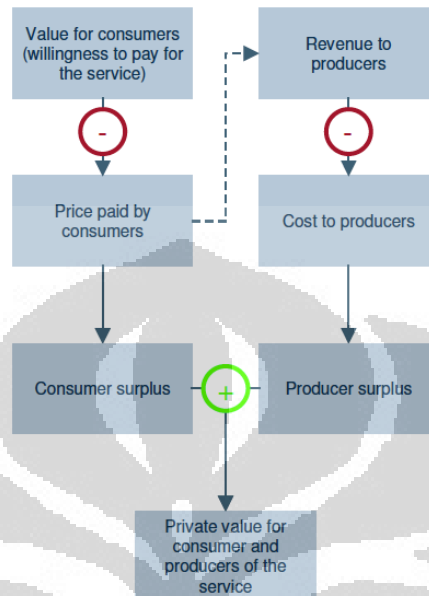 Value for consumers
(willingness to pay for
the service)
Revenue to
producers
-
-
Price paid by
consumers
Cost to producers
Consumer surplus
+
Producer surplus
Private value for
consumer and
producers of the
service